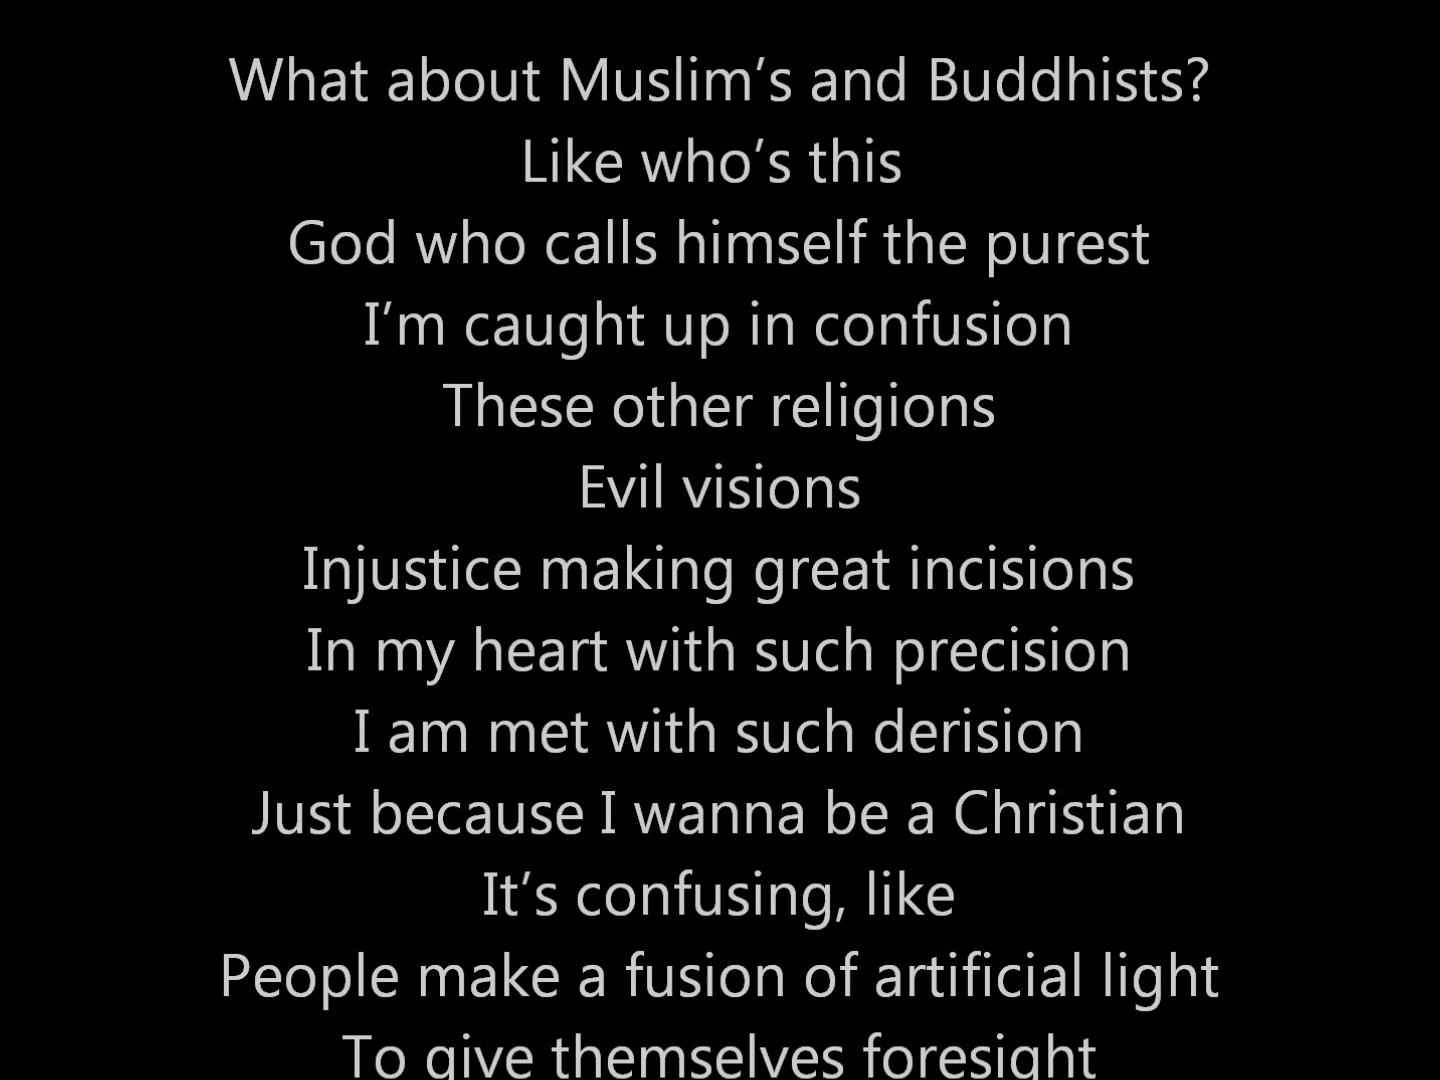 What about Muslim’s and Buddhists?
Like who’s this
God who calls himself the purest
I’m caught up in confusion
These other religions
Evil visions
Injustice making great incisions
In my heart with such precision
I am met with such derision
Just because I wanna be a Christian
It’s confusing, like
People make a fusion of artificial light
To give themselves foresight